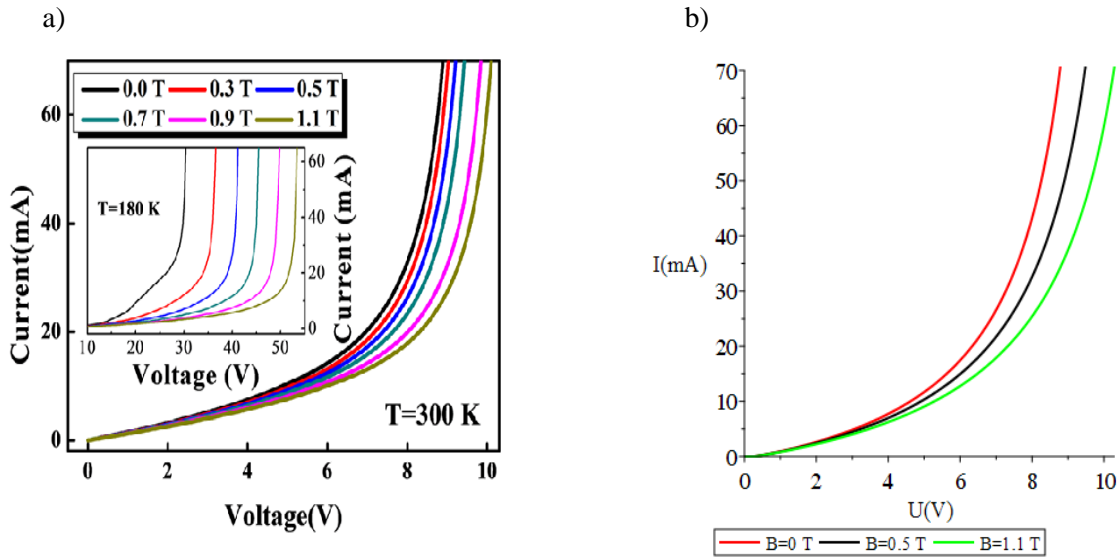 a)
0.0 T 0.3 T 0.5 T
0.7 T 0.9 T 1.1 T
60
40
20
0
Current(mA)
60
40
20
0
Current (mA)
T=180 K
10 20 30 40 50
Voltage (V)
T=300 K
0 2 4 6 8 10
Voltage(V)
b)
70
60
50
40
I(mA)
30
20
10
0
0 2 4 6 8 10
U(V)
B=0 T B=0.5 T B=1.1 T